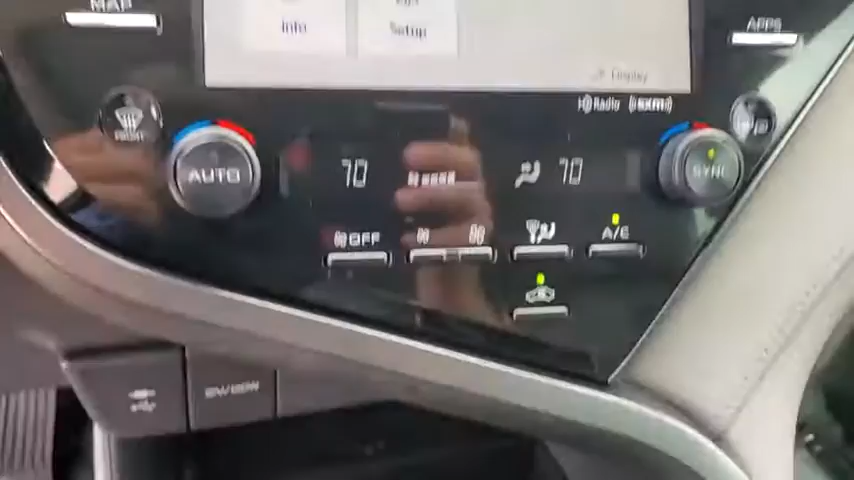 MAP
Info
Setup
APPS
Display
Radio
((SXM))
FRONT
AUTO
70
70
SYNC
OFF
A/C